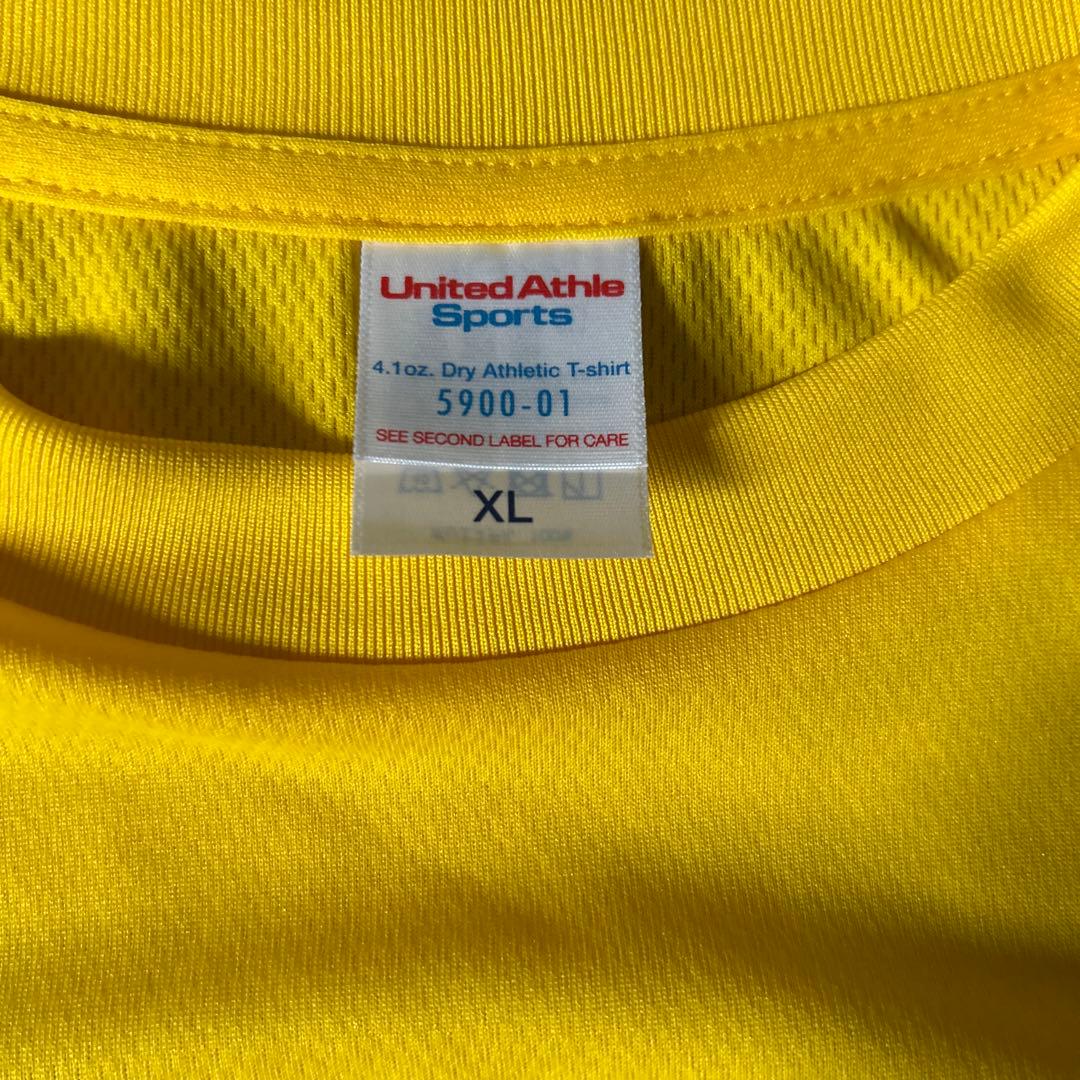 United Athle
Sports
4.1oz. Dry Athletic T-shirt
5900-01
SEE SECOND LABEL FOR CARE
XL